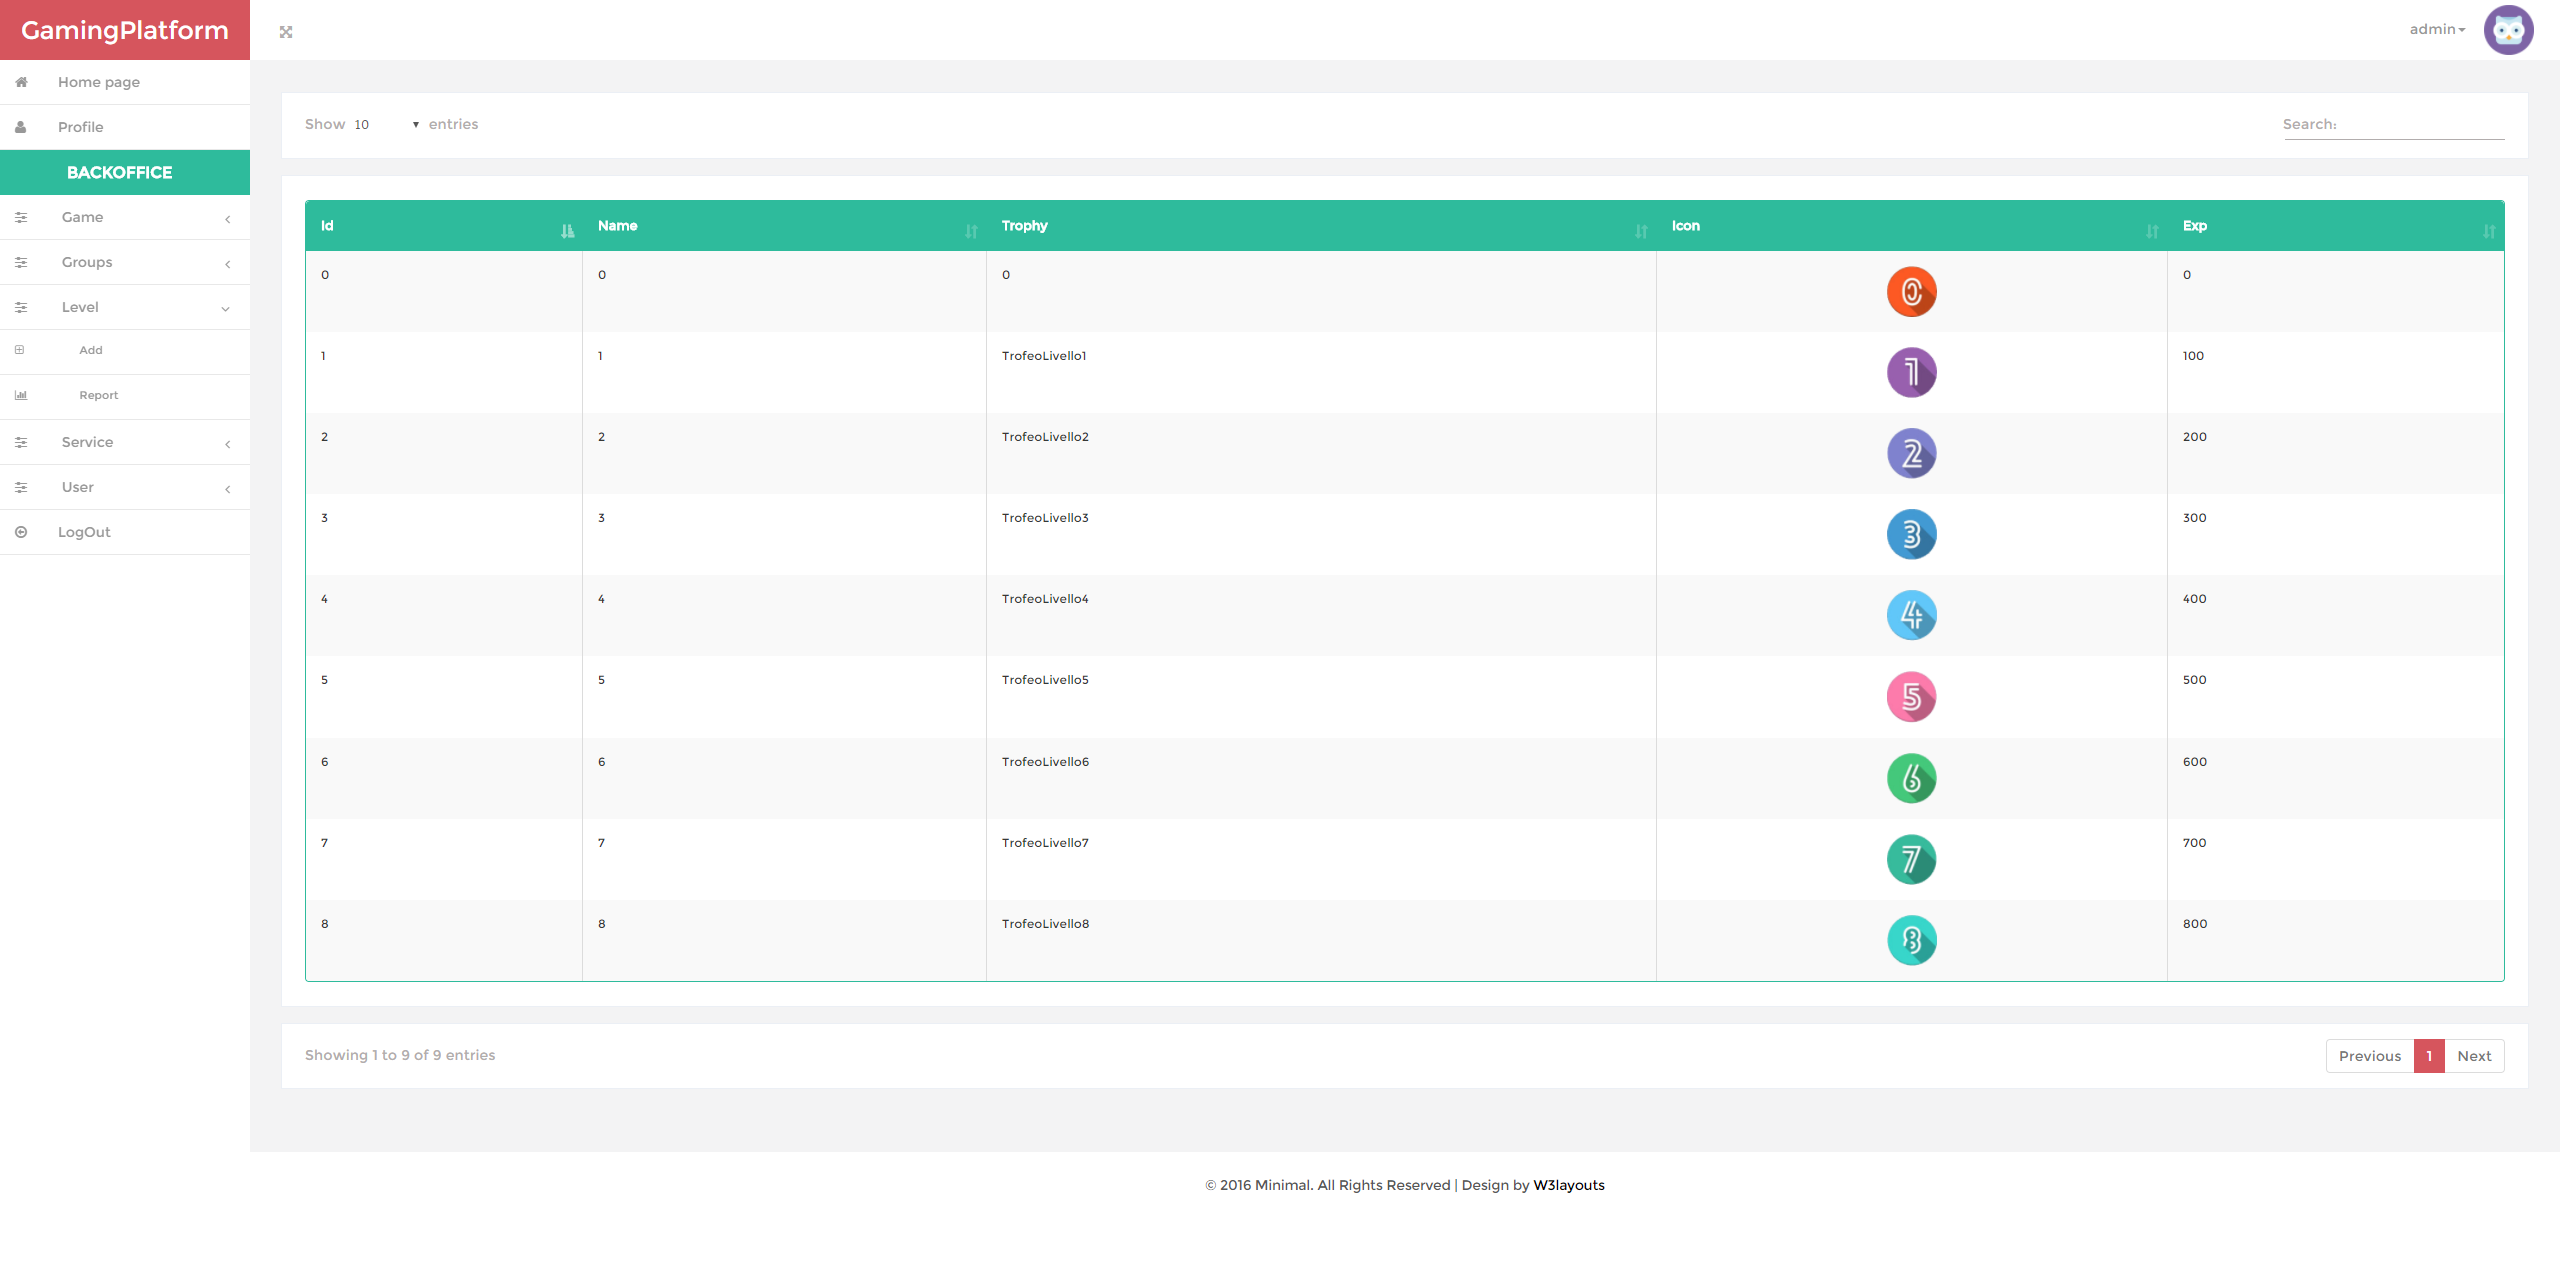 GamingPlatform
admin
Home page
Profile
BACKOFFICE
Game
Groups
Level
Add
Report
Service
User
LogOut
Show 10 entries
Search:
Id Name Trophy Icon Exp
0 0 0 0 0
1 1 TrofeoLivello1 1 100
2 2 TrofeoLivello2 2 200
3 3 TrofeoLivello3 3 300
4 4 TrofeoLivello4 4 400
5 5 TrofeoLivello5 5 500
6 6 TrofeoLivello6 6 600
7 7 TrofeoLivello7 7 700
8 8 TrofeoLivello8 8 800
Showing 1 to 9 of 9 entries
Previous 1 Next
© 2016 Minimal. All Rights Reserved | Design by W3layouts